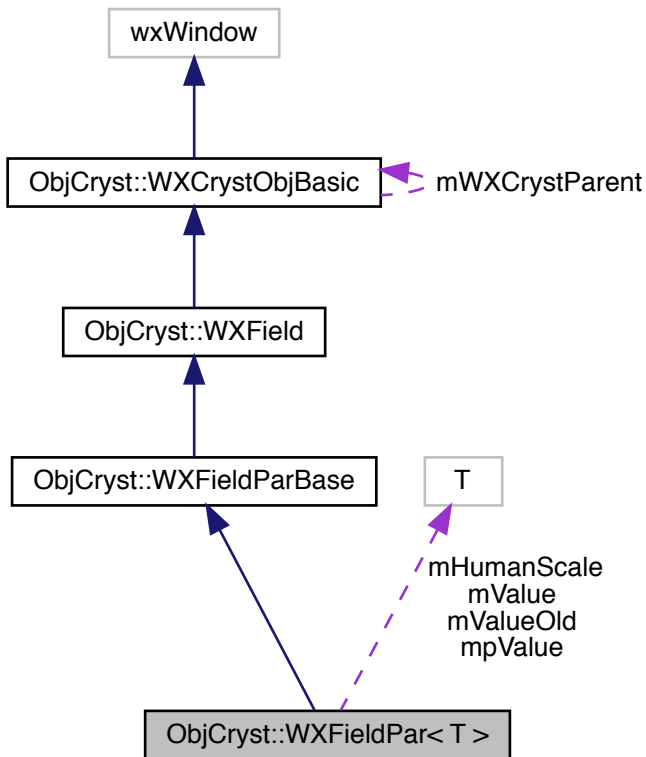 wxWindow
ObjCryst::WXCrystObjBasic
mWXCrystParent
ObjCryst::WXField
ObjCryst::WXFieldParBase
T
mHumanScale
mValue
mValueOld
mpValue
ObjCryst::WXFieldPar< T >